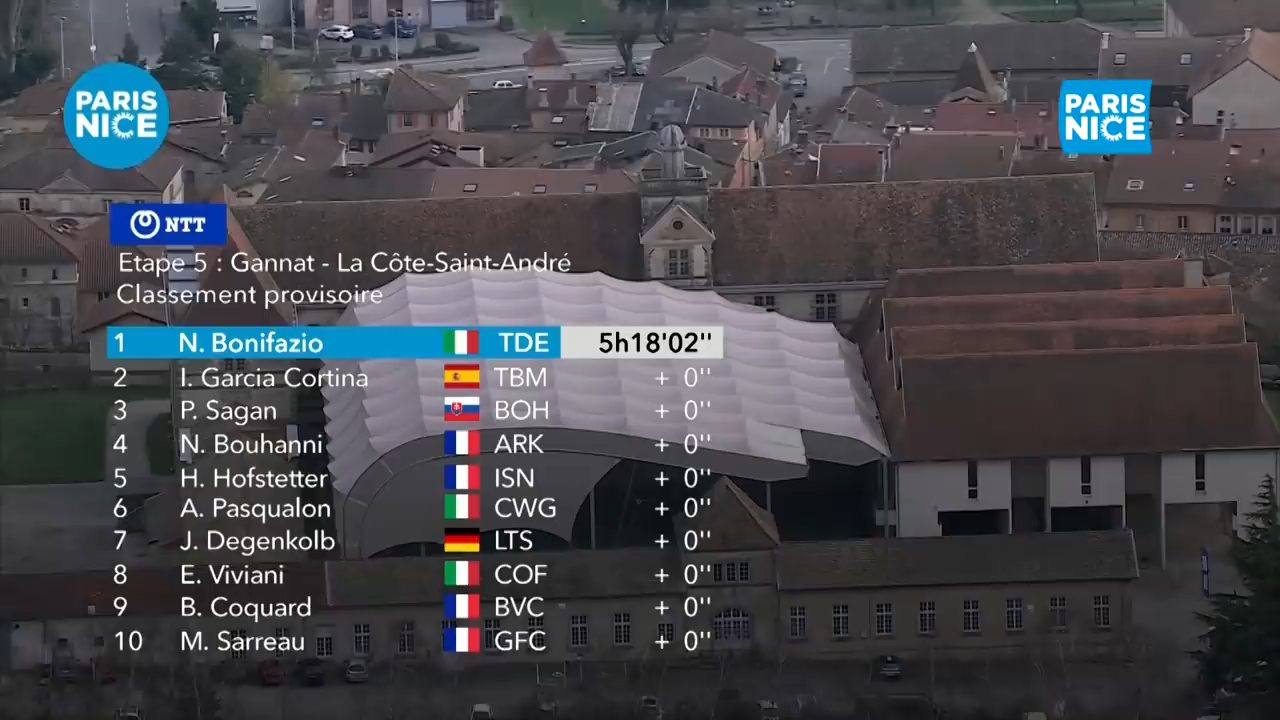 PARIS
NICE
PARIS
NICE
NTT
Etape 5 : Gannat - La Côte-Saint-André
Classement provisoire
1 N. Bonifazio TDE 5h18'02''
2 I. Garcia Cortina TBM + 0''
3 P. Sagan BOH + 0''
4 N. Bouhanni ARK + 0''
5 H. Hofstetter ISN + 0''
6 A. Pasqualon CWG + 0''
7 J. Degenkolb LTS + 0''
8 E. Viviani COF + 0''
9 B. Coquard BVC + 0''
10 M. Sarreau GFC + 0''